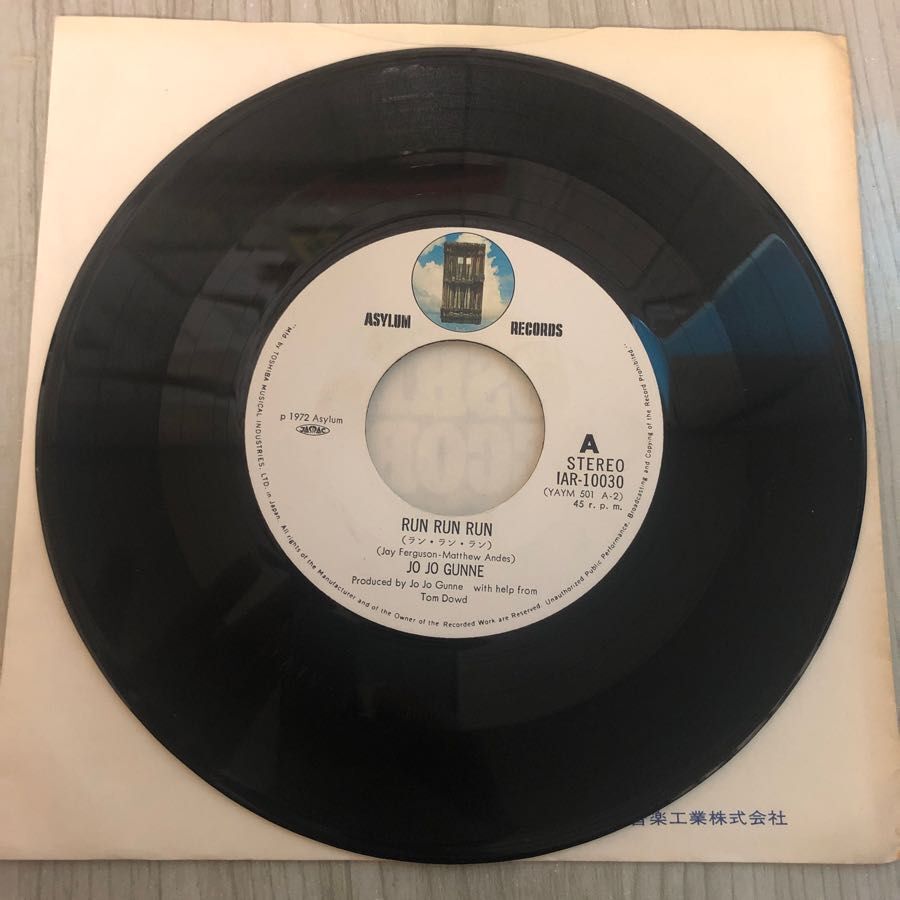 ASYLUM RECORDS
p 1972 Asylum
JASRAC
A
STEREO
IAR-10030
(YAYM 501 A-2)
45 r. p. m.
RUN RUN RUN
(ラン・ラン・ラン)
(Jay Ferguson-Matthew Andes)
JO JO GUNNE
Produced by Jo Jo Gunne with help from
Tom Dowd
"Mfd. by TOSHIBA MUSICAL INDUSTRIES, LTD. in Japan. All rights of the Manufacturer and of the Owner of the Recorded Work are Reserved. Unauthorized Public Performance, Broadcasting and Copying of the Record Prohibited."
音楽工業株式会社